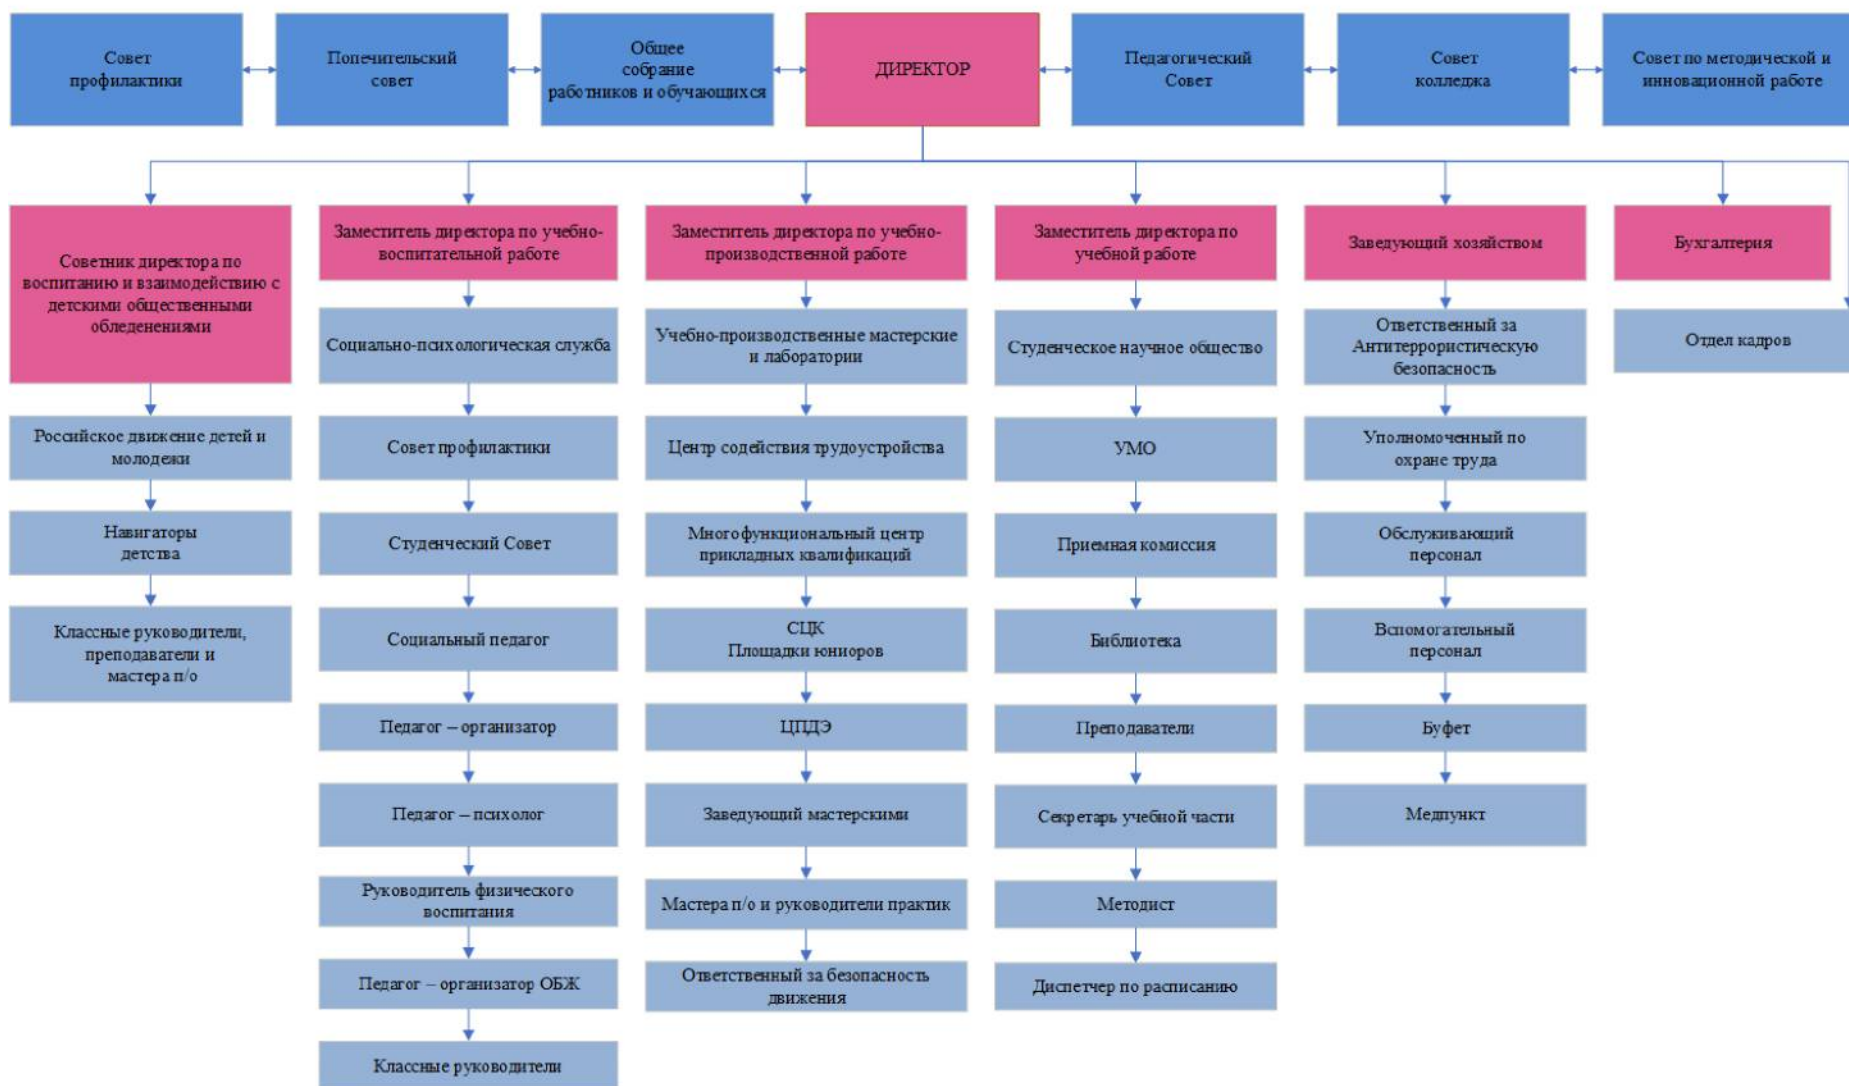 Совет
профилактики
Попечительский
совет
Общее
собрание
работников и обучающихся
ДИРЕКТОР
Педагогический
Совет
Совет
колледжа
Совет по методической и
инновационной работе
Советник директора по
воспитанию и взаимодействию с
детскими общественными
обледенениями
Российское движение детей и
молодежи
Навигаторы
детства
Классные руководители,
преподаватели и
мастера п/о
Заместитель директора по учебно-
воспитательной работе
Социально-психологическая служба
Совет профилактики
Студенческий Совет
Социальный педагог
Педагог – организатор
Педагог – психолог
Руководитель физического
воспитания
Педагог – организатор ОБЖ
Классные руководители
Заместитель директора по учебно-
производственной работе
Учебно-производственные мастерские
и лаборатории
Центр содействия трудоустройства
Многофункциональный центр
прикладных квалификаций
СЦК
Площадки юниоров
ЦПДЭ
Заведующий мастерскими
Мастера п/о и руководители практик
Ответственный за безопасность
движения
Заместитель директора по
учебной работе
Студенческое научное общество
УМО
Приемная комиссия
Библиотека
Преподаватели
Секретарь учебной части
Методист
Диспетчер по расписанию
Заведующий хозяйством
Ответственный за
Антитеррористическую
безопасность
Уполномоченный по
охране труда
Обслуживающий
персонал
Вспомогательный
персонал
Буфет
Медпункт
Бухгалтерия
Отдел кадров